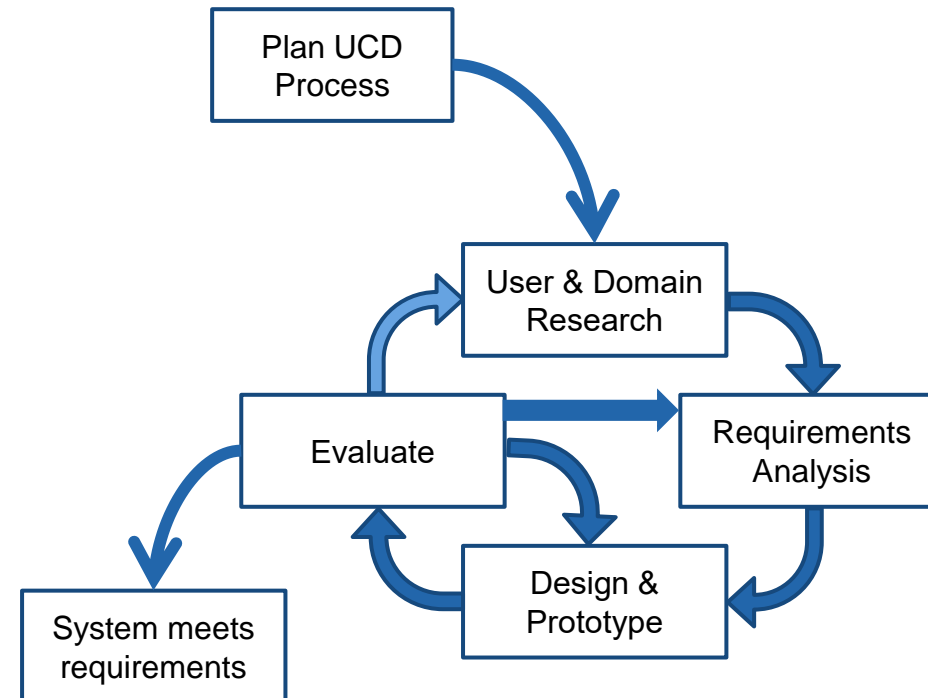 Plan UCD
Process
User & Domain
Research
Evaluate
Requirements
Analysis
Design &
Prototype
System meets
requirements